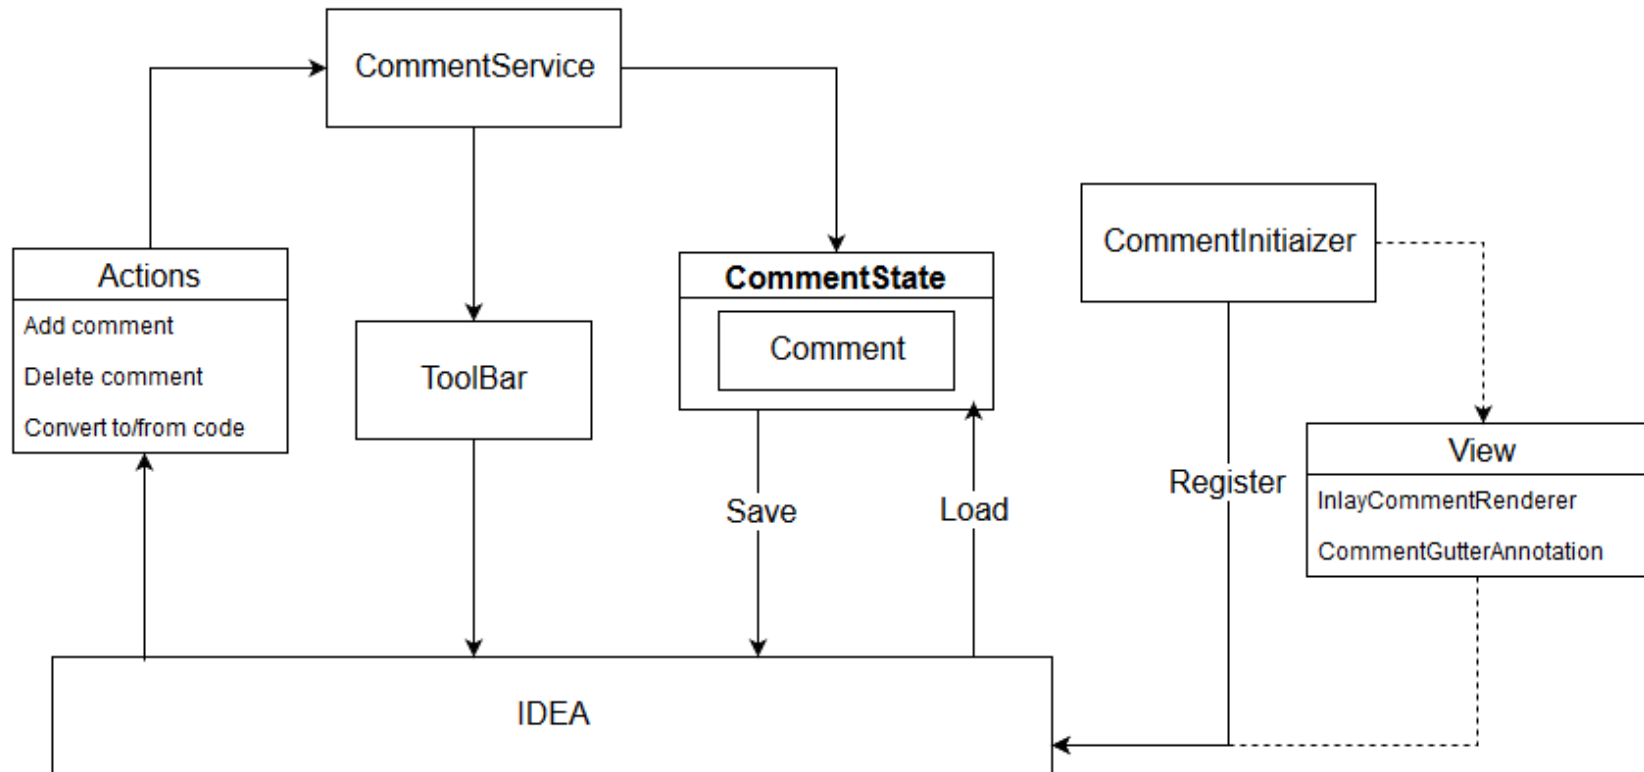 CommentService
CommentInitiaizer
Actions
Add comment
Delete comment
Convert to/from code
ToolBar
CommentState
Comment
View
InlayCommentRenderer
CommentGutterAnnotation
Save
Load
Register
IDEA